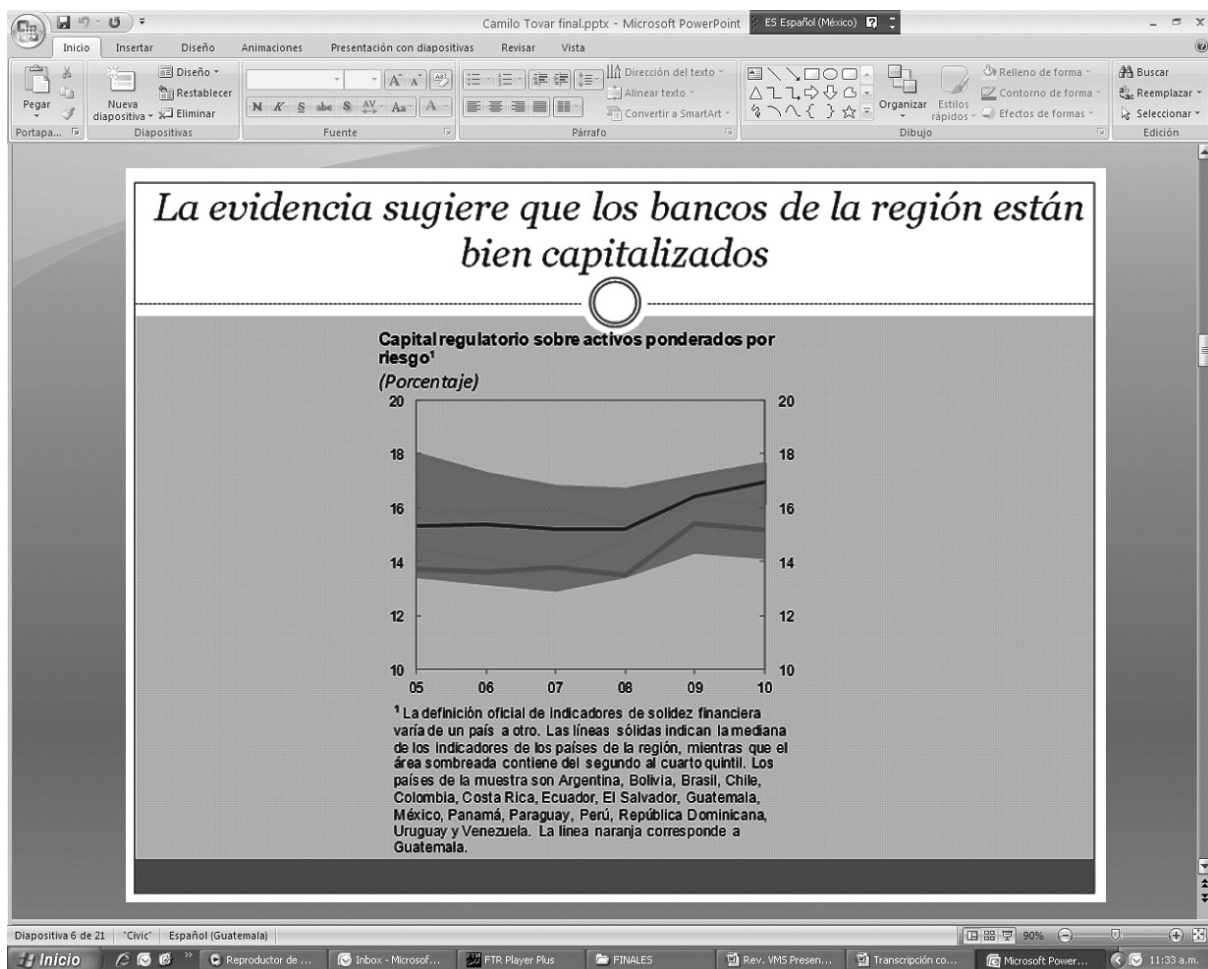 Camilo Tovar final.pptx - Microsoft PowerPoint
ES Español (México)
Inicio Insertar Diseño Animaciones Presentación con diapositivas Revisar Vista
Pegar
Portapa...
Nueva diapositiva
Diseño
Restablecer
Eliminar
Diapositivas
N K S abc S AV Aa A
Fuente
Dirección del texto
Alinear texto
Convertir a SmartArt
Párrafo
Organizar
Estilos rápidos
Relleno de forma
Contorno de forma
Efectos de formas
Dibujo
Buscar
Reemplazar
Seleccionar
Edición
La evidencia sugiere que los bancos de la región están
bien capitalizados
Capital regulatorio sobre activos ponderados por
riesgo¹
(Porcentaje)
20 20
18 18
16 16
14 14
12 12
10 10
05 06 07 08 09 10
¹ La definición oficial de indicadores de solidez financiera
varía de un país a otro. Las líneas sólidas indican la mediana
de los indicadores de los países de la región, mientras que el
área sombreada contiene del segundo al cuarto quintil. Los
países de la muestra son Argentina, Bolivia, Brasil, Chile,
Colombia, Costa Rica, Ecuador, El Salvador, Guatemala,
México, Panamá, Paraguay, Perú, República Dominicana,
Uruguay y Venezuela. La linea naranja corresponde a
Guatemala.
Diapositiva 6 de 21 "Civic" Español (Guatemala) 90%
Inicio Reproductor de ... Inbox - Microsof... FTR Player Plus FINALES Rev. VMS Presen... Transcripción co... Microsoft Power... 11:33 a.m.